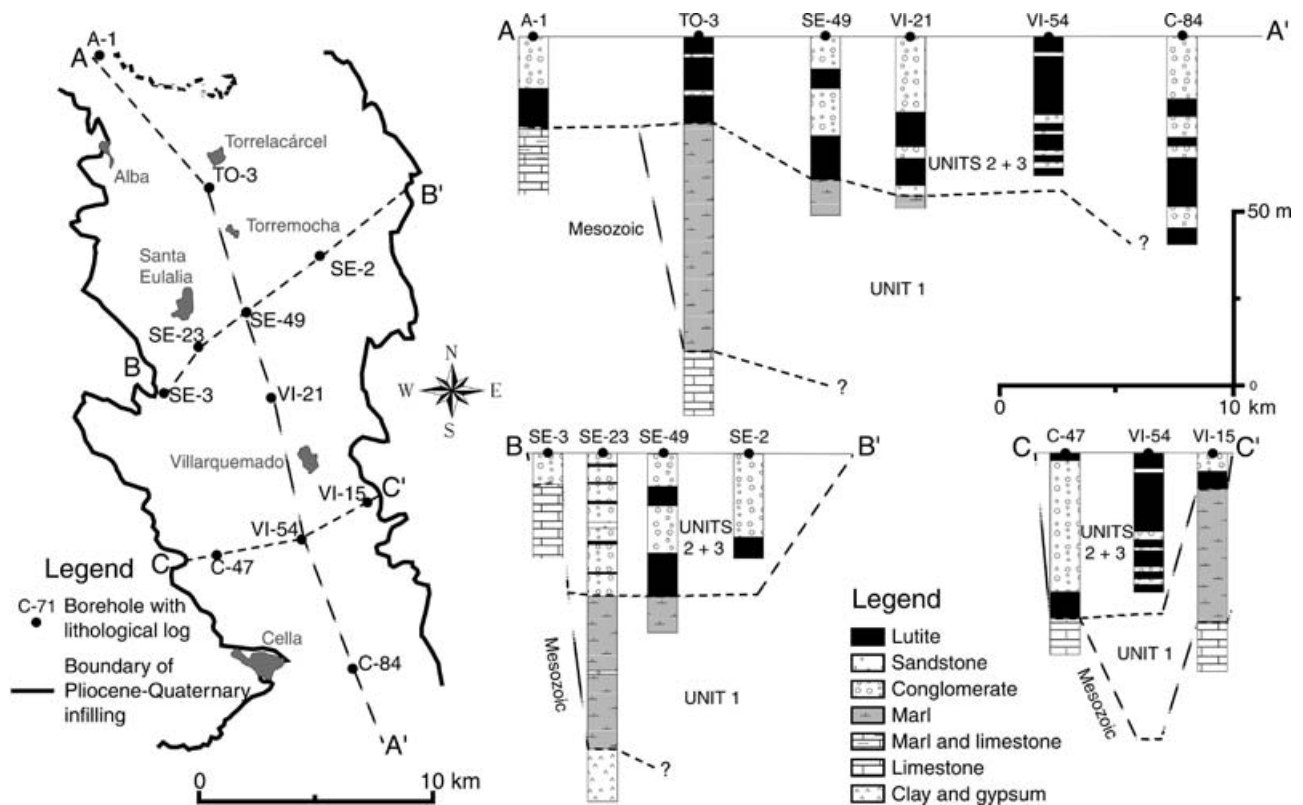 A-1
A
Torrelacárcel
TO-3
Alba
B'
Torremocha
Santa
Eulalia
SE-2
SE-49
SE-23
B
SE-3
VI-21
N
W
E
S
Villarquemado
VI-15
C'
VI-54
C
C-47
Legend
C-71 Borehole with
lithological log
Boundary of
Pliocene-Quaternary
infilling
Cella
C-84
A'
0
10 km
A
A-1
TO-3
SE-49
VI-21
VI-54
C-84
A'
UNITS 2 + 3
Mesozoic
UNIT 1
?
?
50 m
0
0
10
km
B
SE-3
SE-23
SE-49
SE-2
B'
UNITS
2 + 3
Mesozoic
UNIT 1
?
C
C-47
VI-54
VI-15
C'
UNITS
2 + 3
UNIT 1
Mesozoic
Legend
Lutite
Sandstone
Conglomerate
Marl
Marl and limestone
Limestone
Clay and gypsum